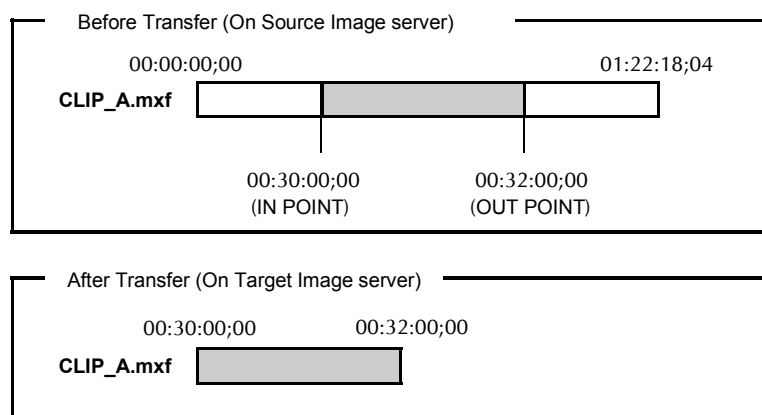 Before Transfer (On Source Image server)
00:00:00;00 01:22:18;04
CLIP_A.mxf
00:30:00;00 00:32:00;00
(IN POINT) (OUT POINT)
After Transfer (On Target Image server)
00:30:00;00 00:32:00;00
CLIP_A.mxf